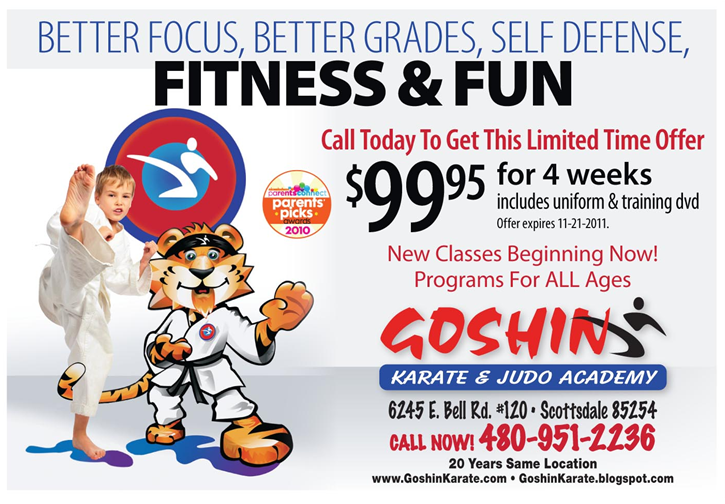 BETTER FOCUS, BETTER GRADES, SELF DEFENSE,
FITNESS & FUN
Call Today To Get This Limited Time Offer
$99.95 for 4 weeks
includes uniform & training dvd
Offer expires 11-21-2011.
parentsconnect
parents'
picks
awards
2010
New Classes Beginning Now!
Programs For ALL Ages
GOSHIN
KARATE & JUDO ACADEMY
6245 E. Bell Rd. #120 • Scottsdale 85254
CALL NOW! 480-951-2236
20 Years Same Location
www.GoshinKarate.com • GoshinKarate.blogspot.com